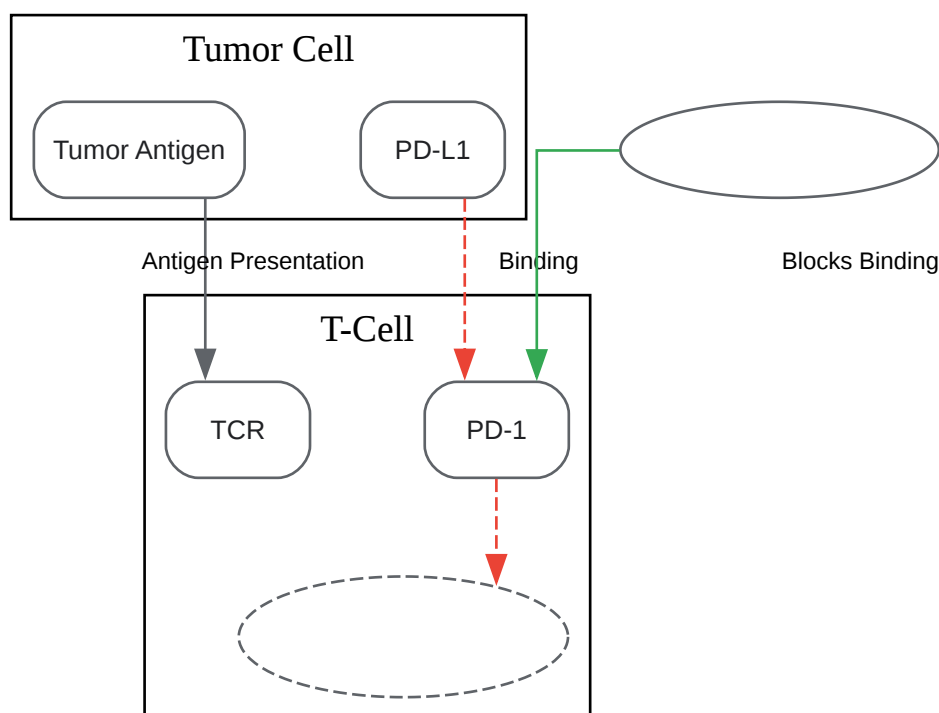 Tumor Cell
Tumor Antigen
PD-L1
Antigen Presentation
Binding
Blocks Binding
T-Cell
TCR
PD-1